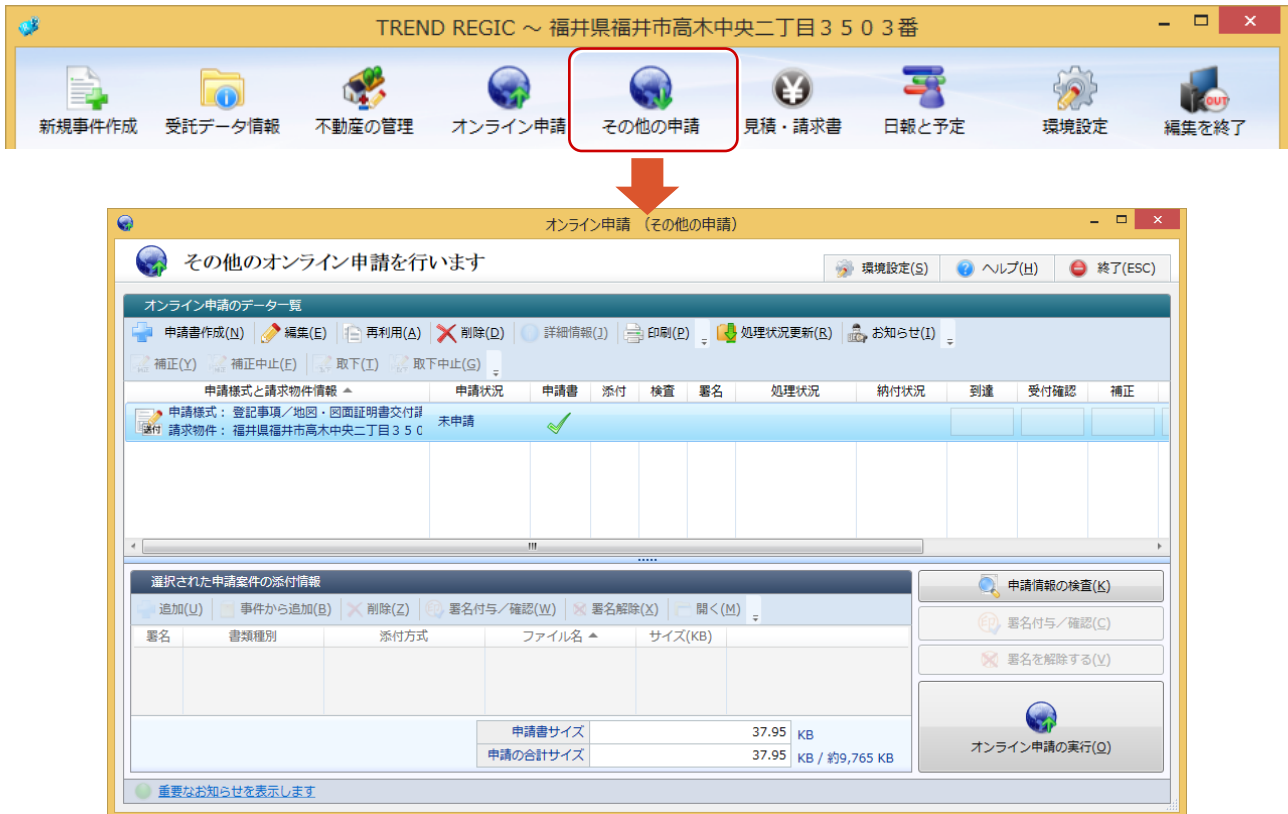 TREND REGIC ～ 福井県福井市高木中央二丁目３５０３番
新規事件作成 受託データ情報 不動産の管理 オンライン申請 その他の申請 見積・請求書 日報と予定 環境設定 編集を終了
オンライン申請 （その他の申請）
その他のオンライン申請を行います
環境設定(S) ヘルプ(H) 終了(ESC)
オンライン申請のデータ一覧
申請書作成(N) 編集(E) 再利用(A) 削除(D) 詳細情報(J) 印刷(P) 処理状況更新(R) お知らせ(I)
補正(Y) 補正中止(F) 取下(T) 取下中止(G)
申請様式と請求物件情報 申請状況 申請書 添付 検査 署名 処理状況 納付状況 到達 受付確認 補正
申請様式： 登記事項／地図・図面証明書交付請
送付
未申請
請求物件： 福井県福井市高木中央二丁目３５０
選択された申請案件の添付情報
追加(U) 事件から追加(B) 削除(Z) 署名付与／確認(W) 署名解除(X) 開く(M)
署名 書類種別 添付方式 ファイル名 サイズ(KB)
申請書サイズ 37.95 KB
申請の合計サイズ 37.95 KB / 約9,765 KB
申請情報の検査(K)
署名付与／確認(C)
署名を解除する(V)
オンライン申請の実行(O)
重要なお知らせを表示します